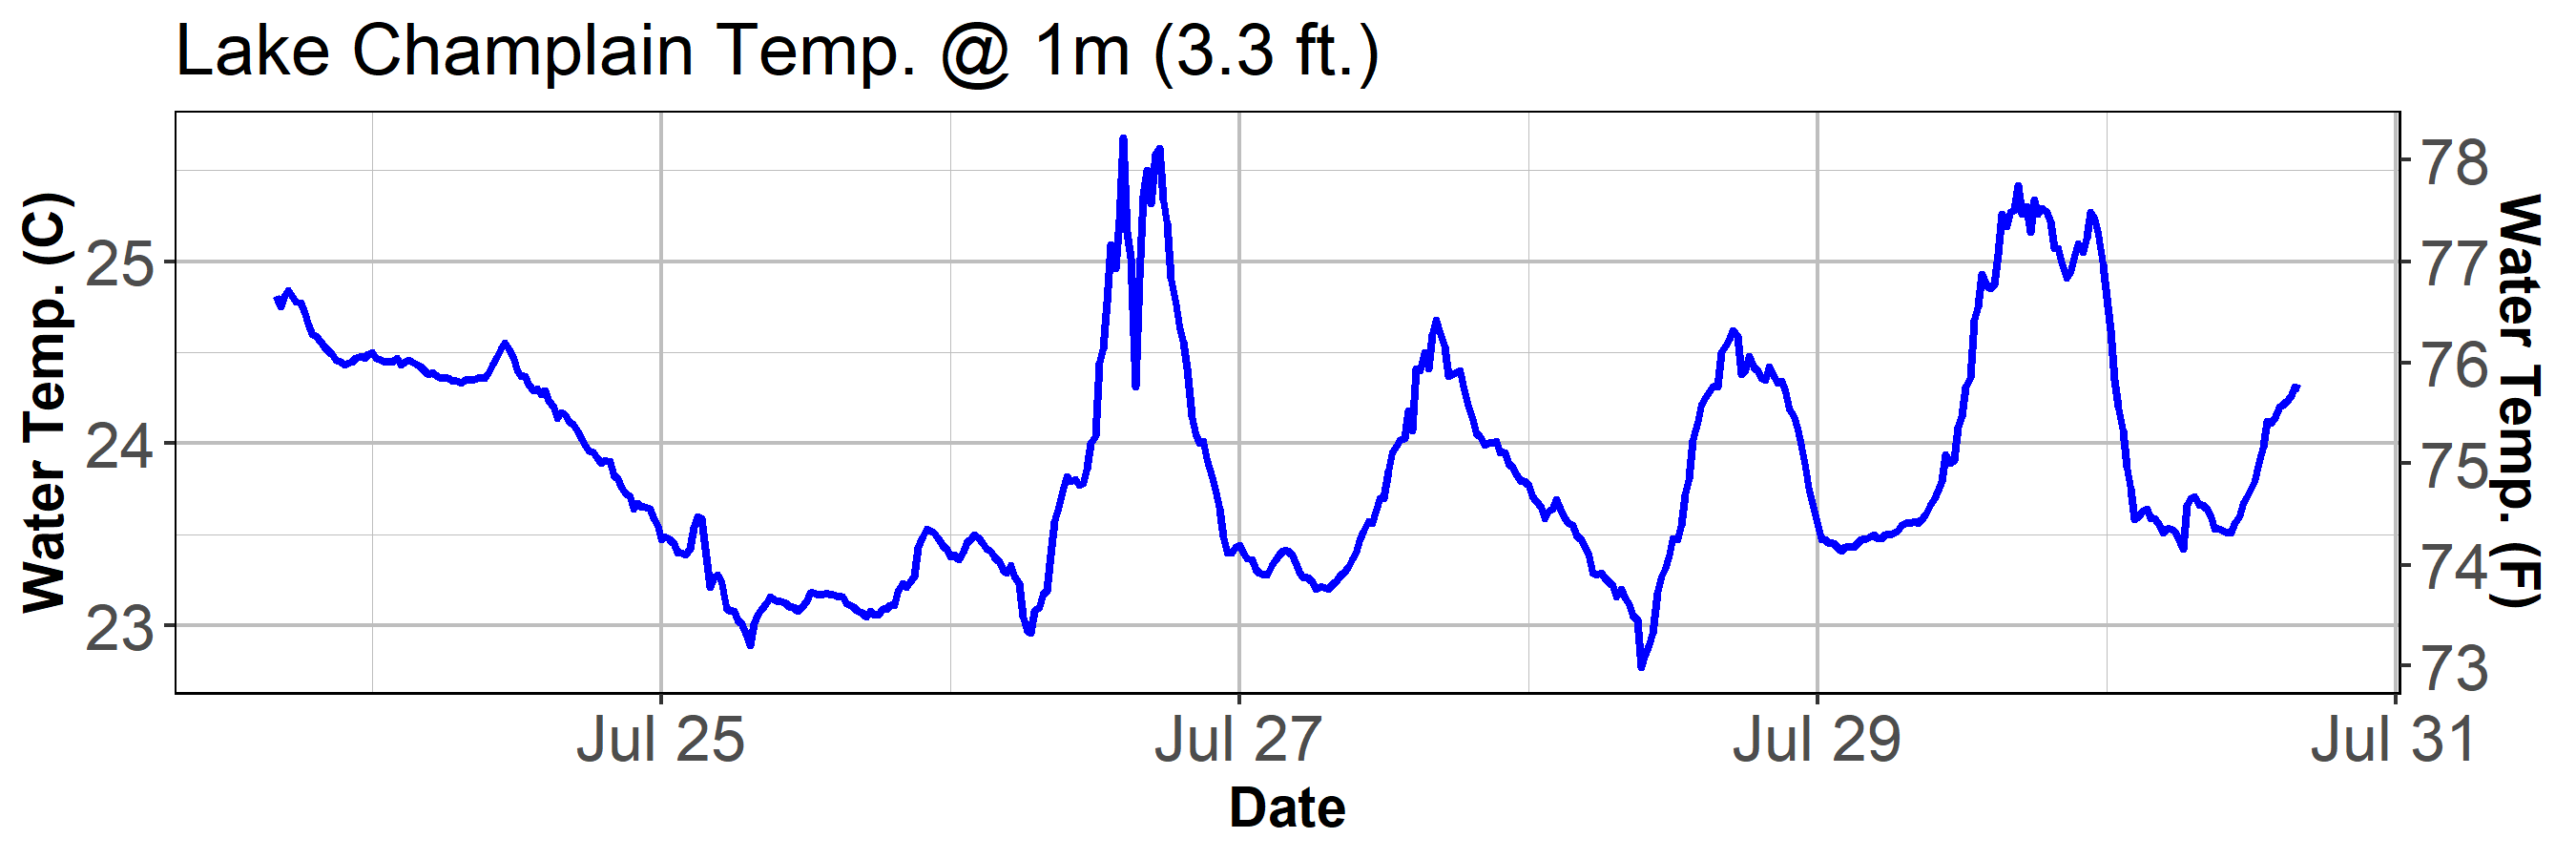 Lake Champlain Temp. @ 1m (3.3 ft.)
Water Temp. (C)
25
24
23
78
77
76
75
74
73
Water Temp. (F)
Jul 25
Jul 27
Jul 29
Jul 31
Date